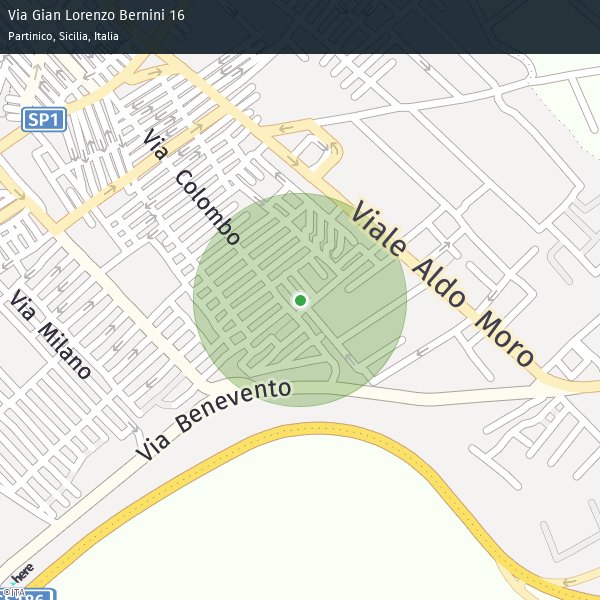 Via Gian Lorenzo Bernini 16
Partinico, Sicilia, Italia
SP1
Via Colombo
Viale Aldo Moro
Via Milano
Via Benevento
here
©ITA